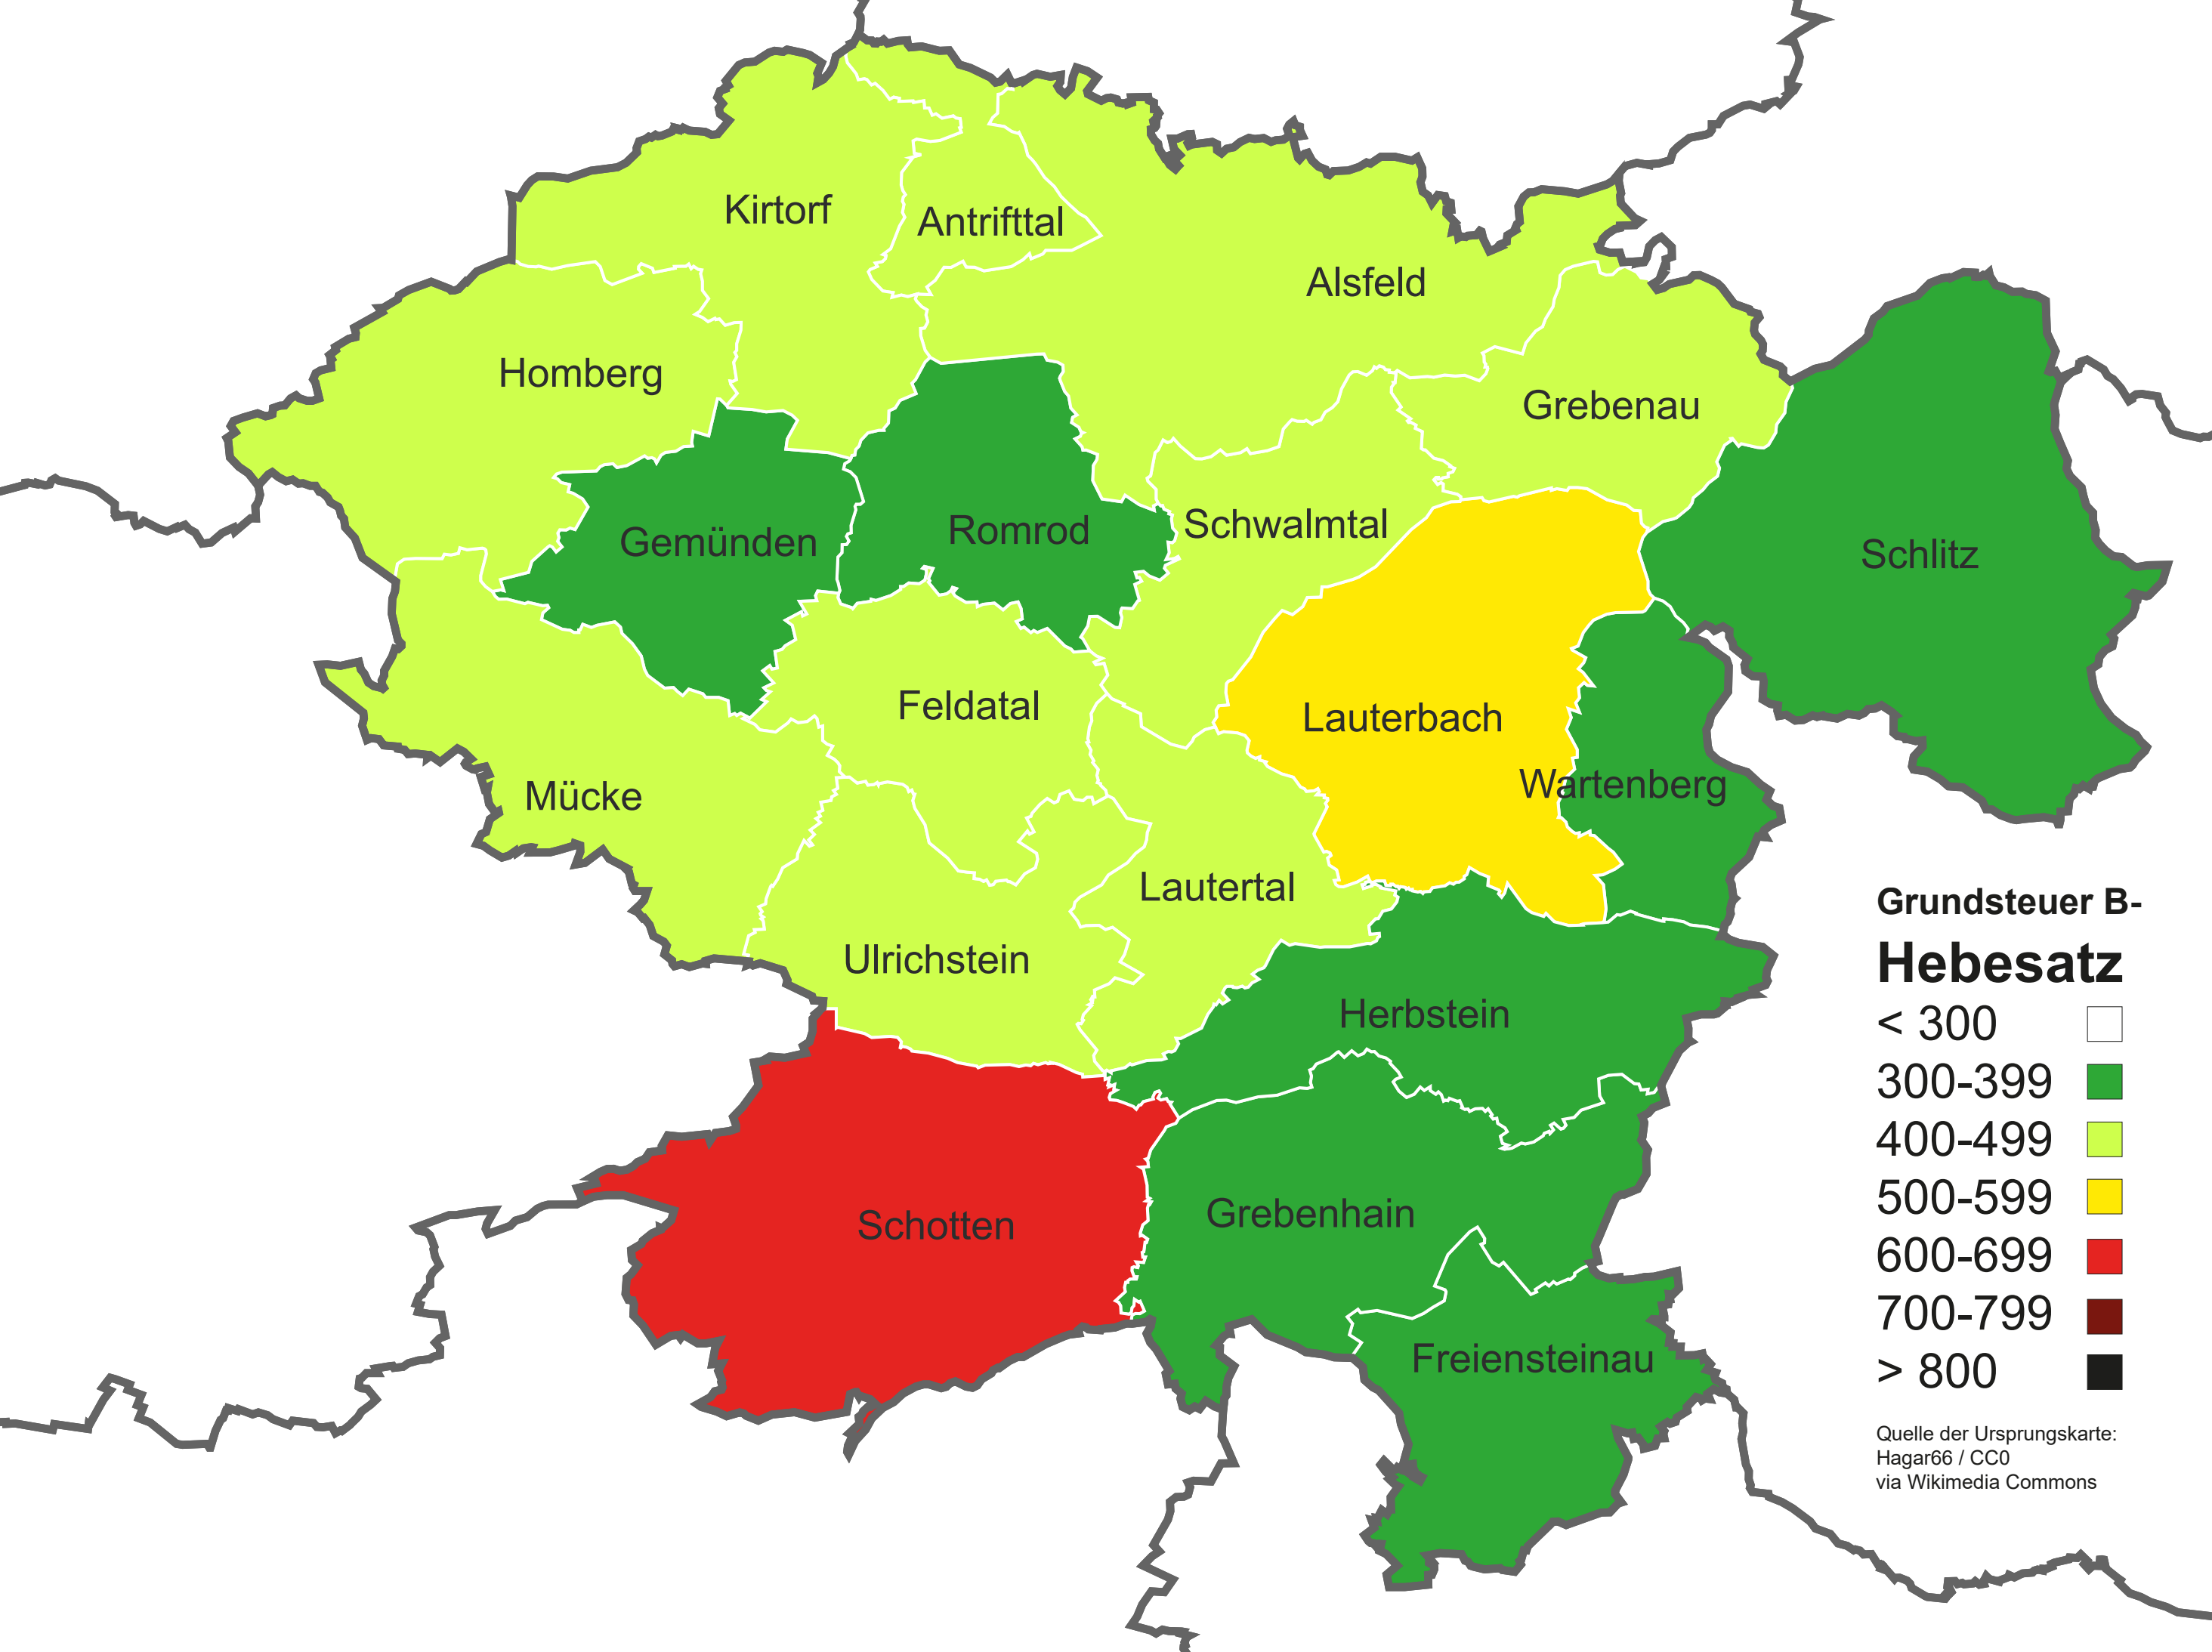 Kirtorf
Antrifttal
Alsfeld
Homberg
Grebenau
Gemünden
Romrod
Schwalmtal
Schlitz
Feldatal
Lauterbach
Wartenberg
Mücke
Lautertal
Ulrichstein
Herbstein
Schotten
Grebenhain
Freiensteinau
Grundsteuer B-
Hebesatz
< 300
300-399
400-499
500-599
600-699
700-799
> 800
Quelle der Ursprungskarte:
Hagar66 / CC0
via Wikimedia Commons